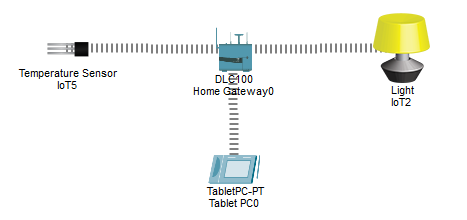 Temperature Sensor
IoT5
DLC100
Home Gateway0
Light
IoT2
TabletPC-PT
Tablet PC0